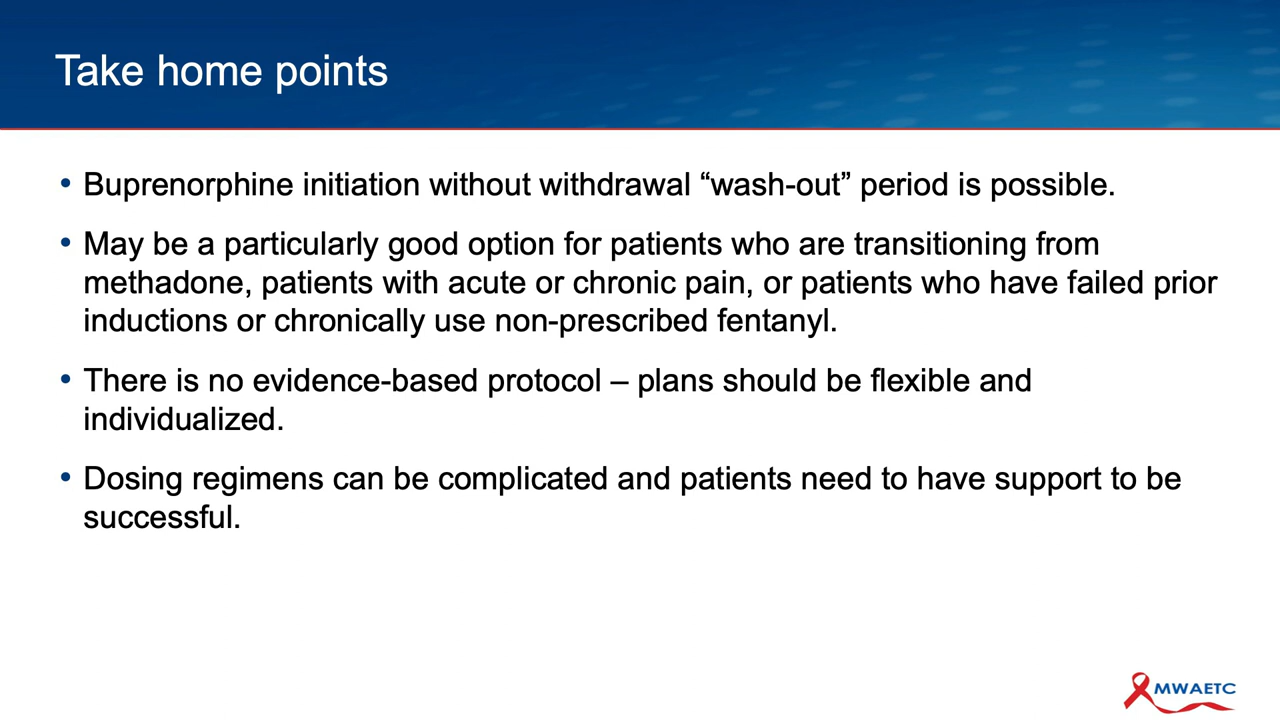 Take home points
• Buprenorphine initiation without withdrawal “wash-out” period is possible.
• May be a particularly good option for patients who are transitioning from
methadone, patients with acute or chronic pain, or patients who have failed prior
inductions or chronically use non-prescribed fentanyl.
• There is no evidence-based protocol – plans should be flexible and
individualized.
• Dosing regimens can be complicated and patients need to have support to be
successful.
MWAETC